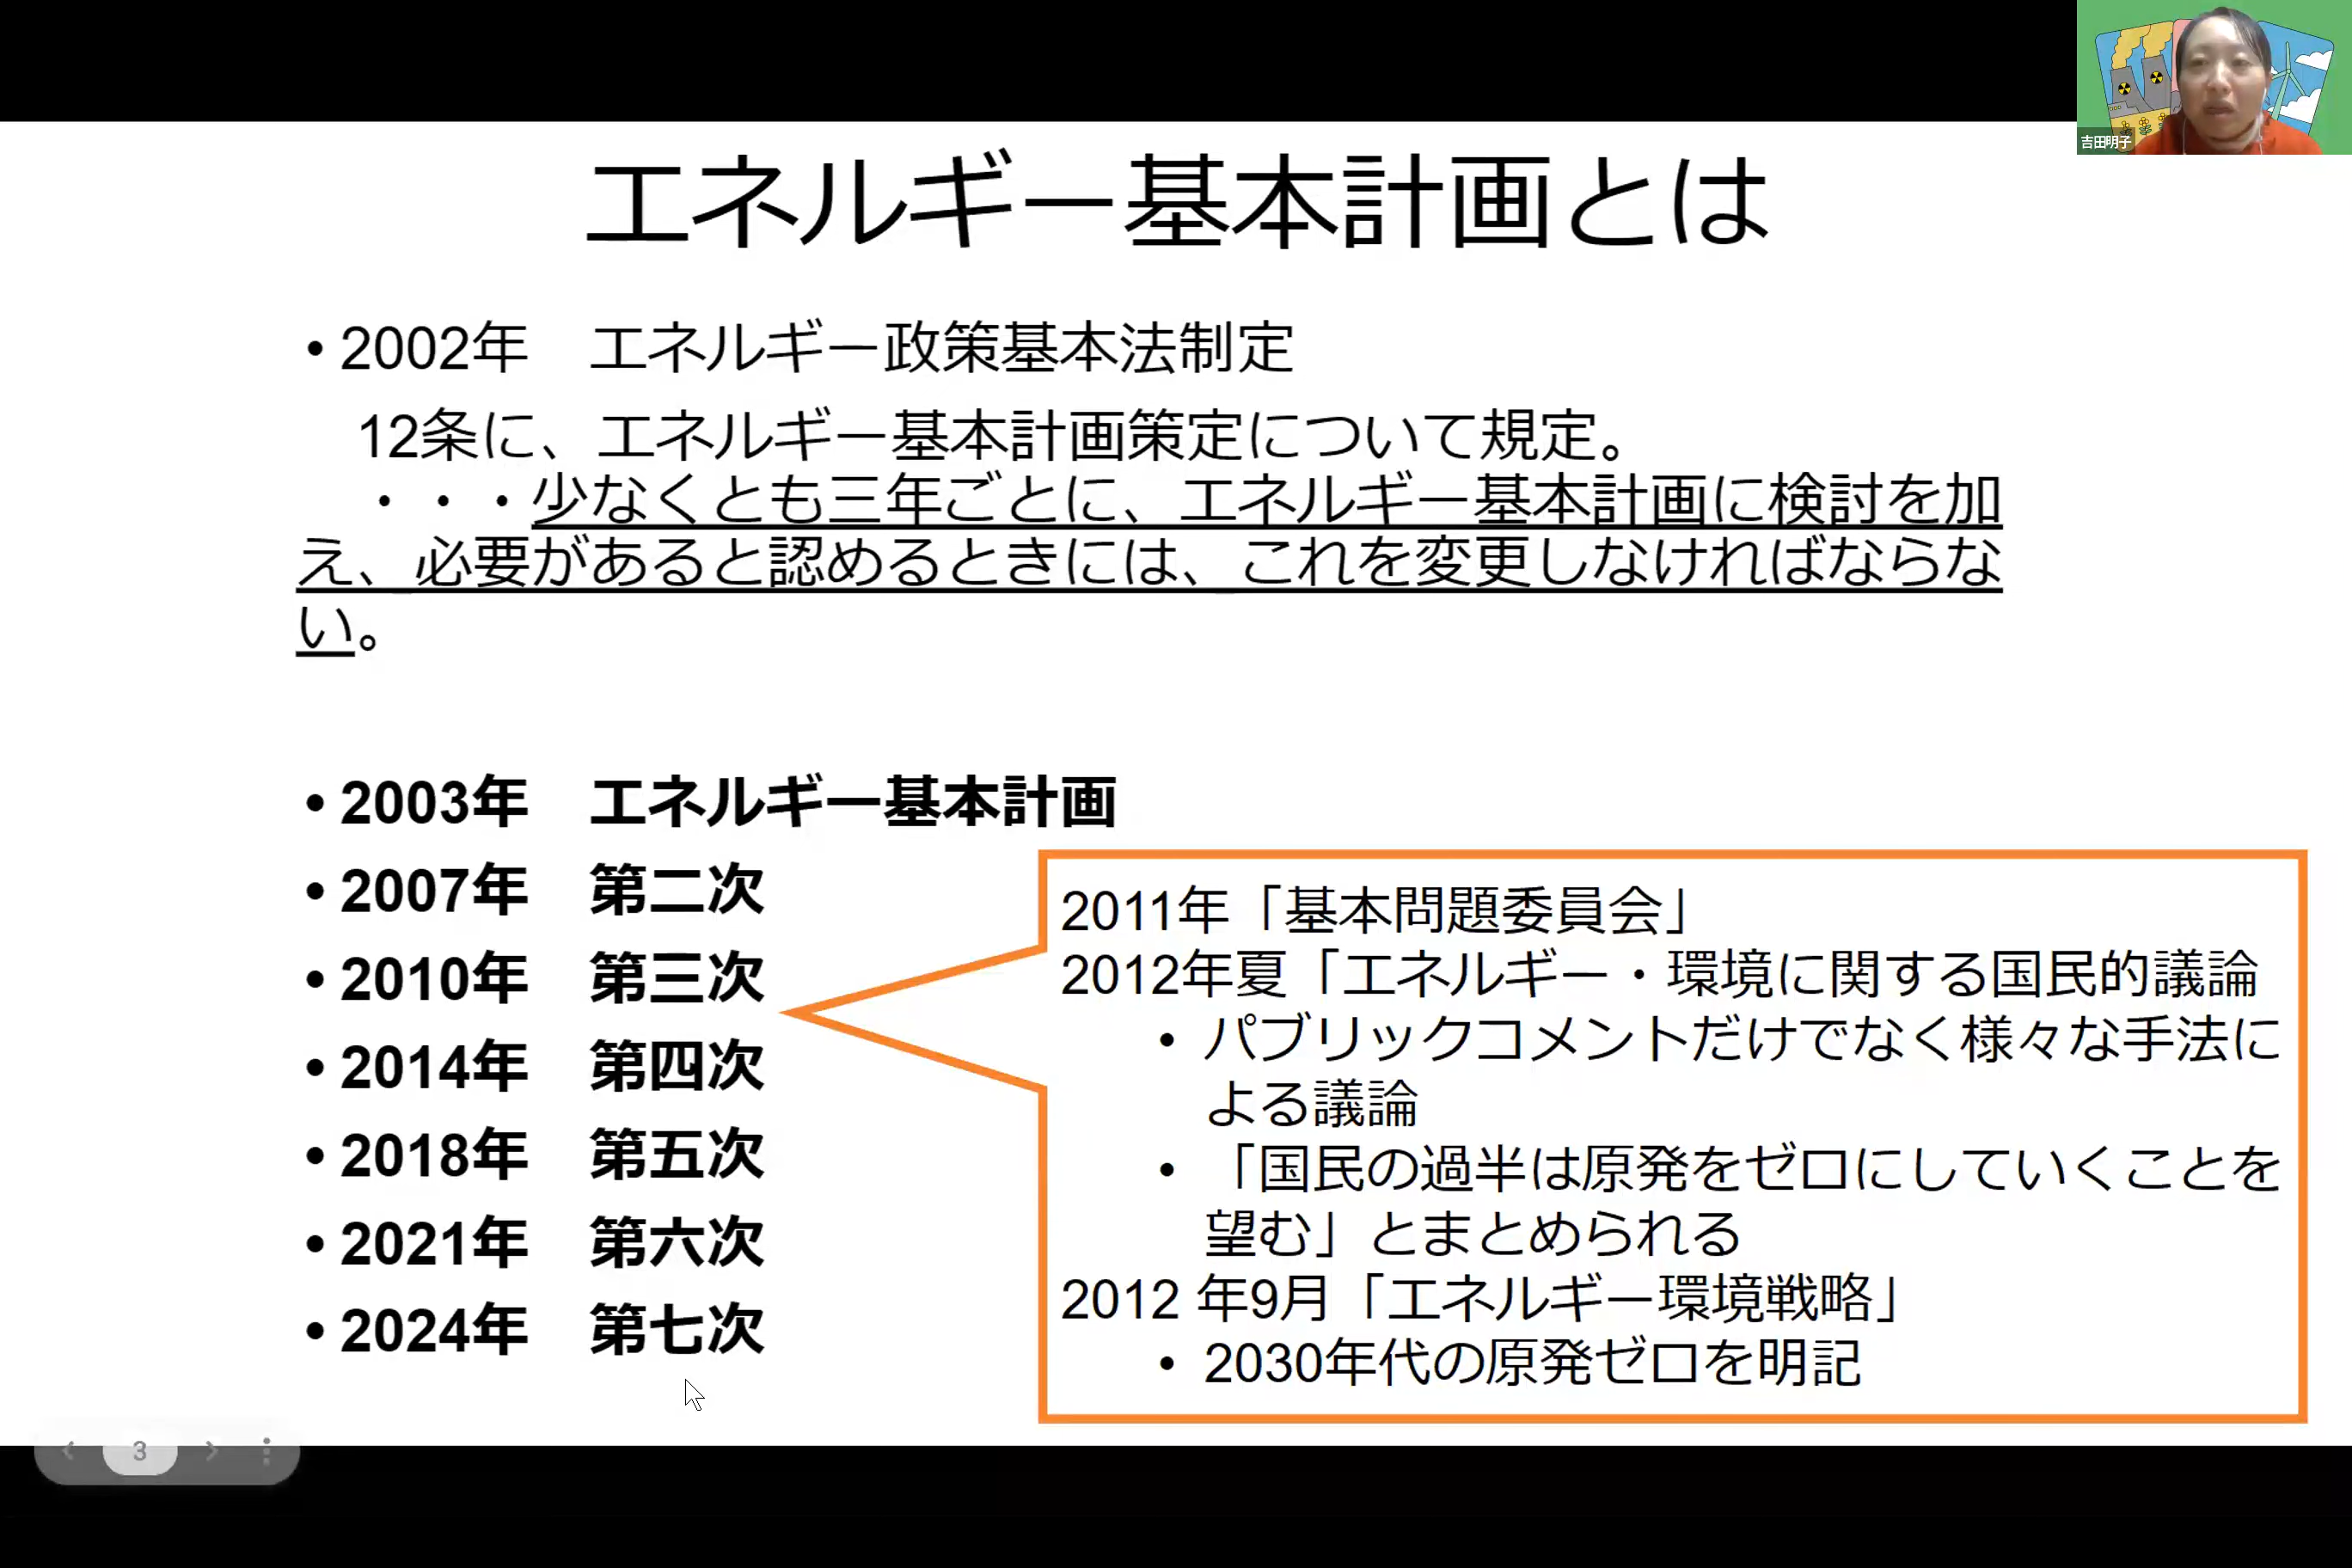 エネルギー基本計画とは
• 2002年　エネルギー政策基本法制定
12条に、エネルギー基本計画策定について規定。
・・・少なくとも三年ごとに、エネルギー基本計画に検討を加
え、必要があると認めるときには、これを変更しなければならな
い。
• 2003年　エネルギー基本計画
• 2007年　第二次
• 2010年　第三次
• 2014年　第四次
• 2018年　第五次
• 2021年　第六次
• 2024年　第七次
2011年「基本問題委員会」
2012年夏「エネルギー・環境に関する国民的議論
• パブリックコメントだけでなく様々な手法に
よる議論
• 「国民の過半は原発をゼロにしていくことを
望む」とまとめられる
2012 年9月「エネルギー環境戦略」
• 2030年代の原発ゼロを明記
吉田明子
3